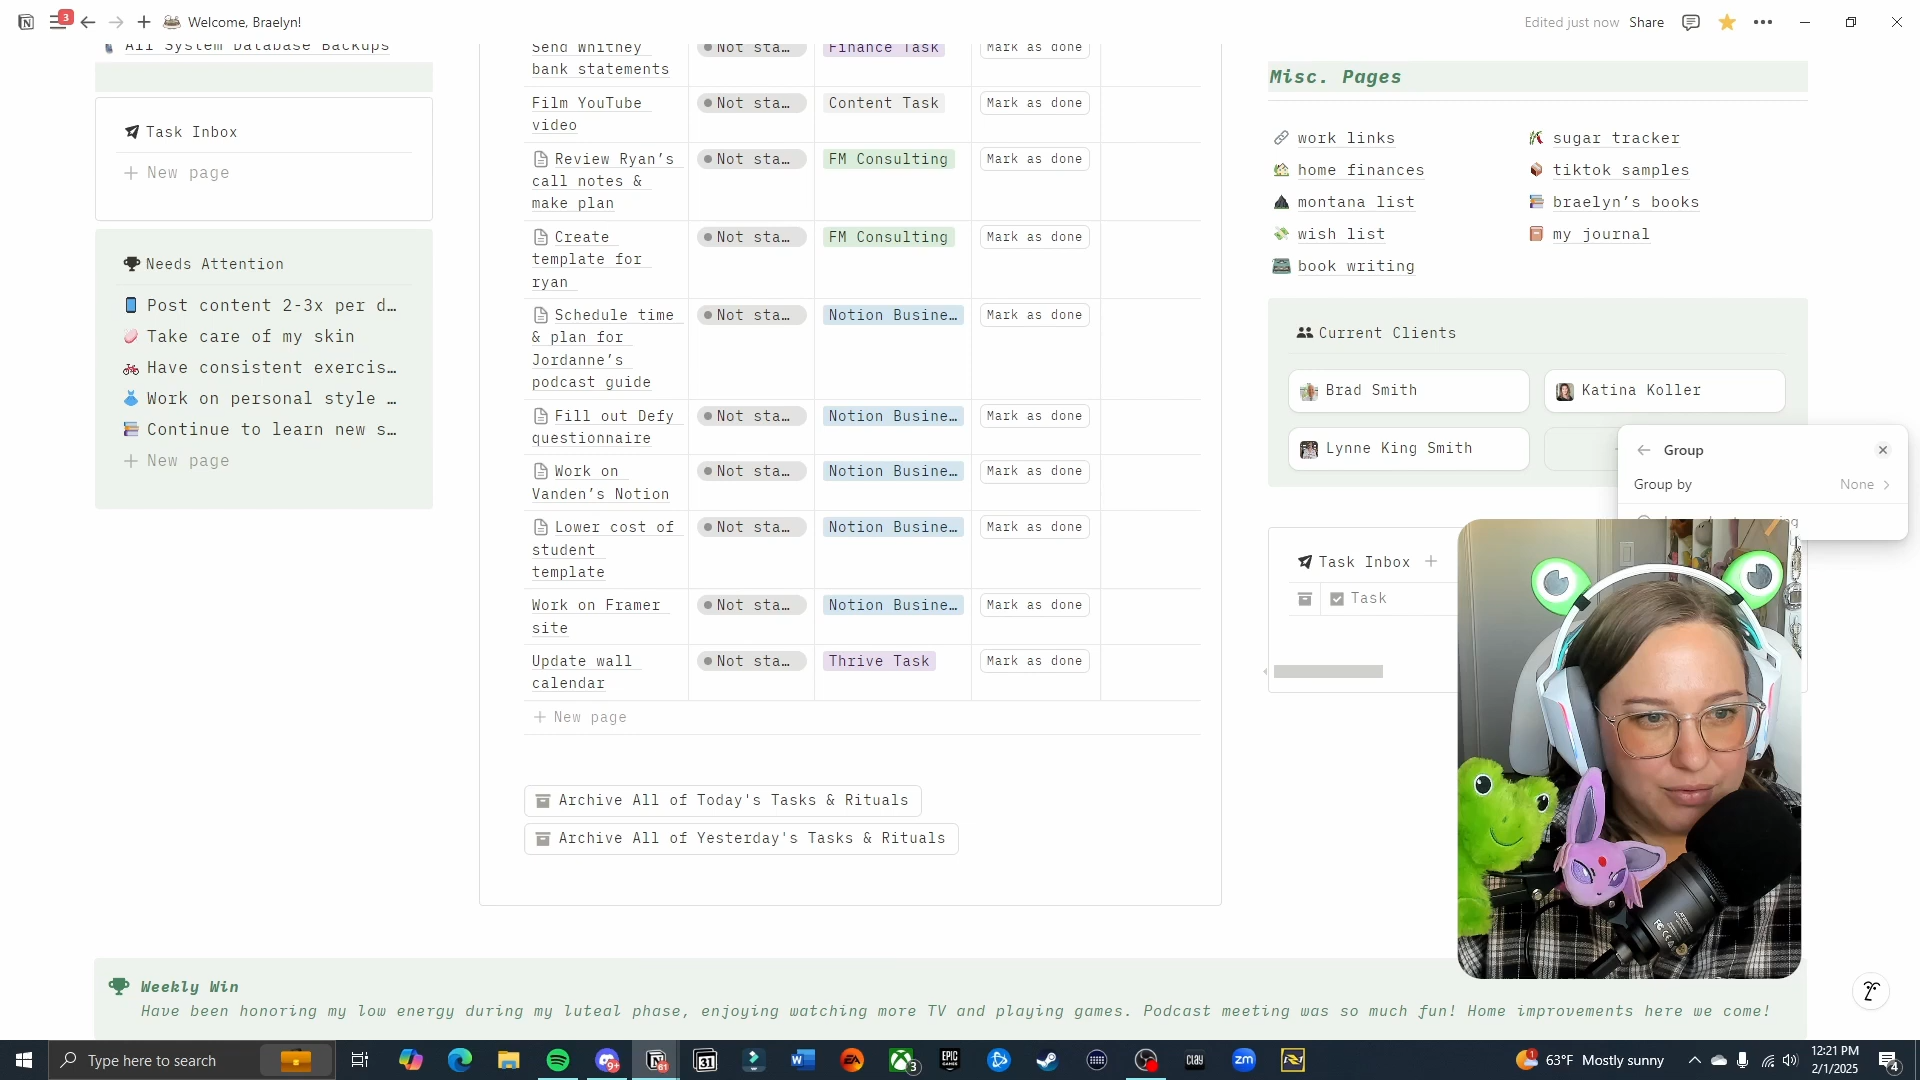 3
Welcome, Braelyn!
Edited just now
Share
All System Database Backups
Task Inbox
+ New page
Needs Attention
Post content 2-3x per d…
Take care of my skin
Have consistent exercis…
Work on personal style …
Continue to learn new s…
+ New page
Send Whitney
bank statements
Not sta…
Finance Task
Mark as done
Film YouTube
video
Not sta…
Content Task
Mark as done
Review Ryan's
call notes &
make plan
Not sta…
FM Consulting
Mark as done
Create
template for
ryan
Not sta…
FM Consulting
Mark as done
Schedule time
& plan for
Jordanne's
podcast guide
Not sta…
Notion Busine…
Mark as done
Fill out Defy
questionnaire
Not sta…
Notion Busine…
Mark as done
Work on
Vanden's Notion
Not sta…
Notion Busine…
Mark as done
Lower cost of
student
template
Not sta…
Notion Busine…
Mark as done
Work on Framer
site
Not sta…
Notion Busine…
Mark as done
Update wall
calendar
Not sta…
Thrive Task
Mark as done
+ New page
Archive All of Today's Tasks & Rituals
Archive All of Yesterday's Tasks & Rituals
Misc. Pages
work links
home finances
montana list
wish list
book writing
sugar tracker
tiktok samples
braelyn's books
my journal
Current Clients
Brad Smith
Katina Koller
Lynne King Smith
Group
Group by
None
Task Inbox +
Task
Weekly Win
Have been honoring my low energy during my luteal phase, enjoying watching more TV and playing games. Podcast meeting was so much fun! Home improvements here we come!
Type here to search
9+
61
31
W
EA
3
EPIC
GAMES
CLAY
zm
1
63°F Mostly sunny
12:21 PM
2/1/2025
4